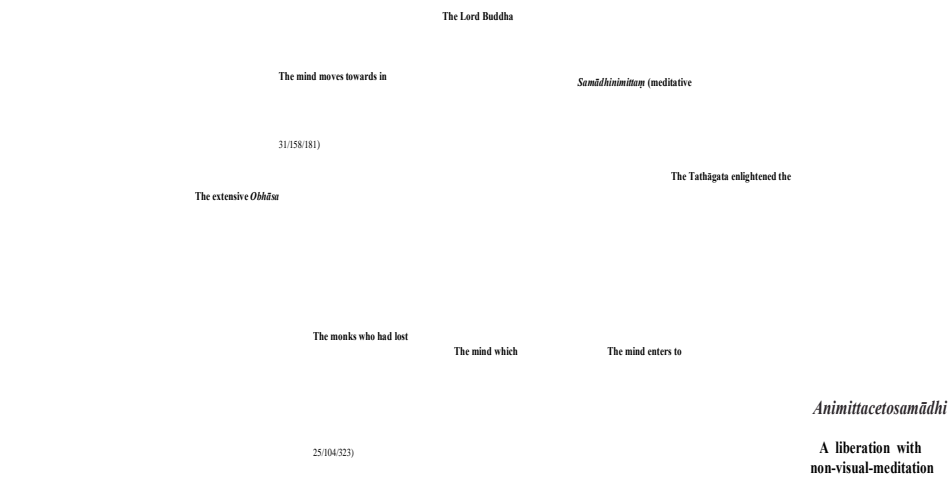 The Lord Buddha
The mind moves towards in
Samādhinimittaṃ (meditative
31/158/181)
The Tathāgata enlightened the
The extensive Obhāsa
The monks who had lost
The mind which
The mind enters to
Animittacetosamādhi
A liberation with
non-visual-meditation
25/104/323)